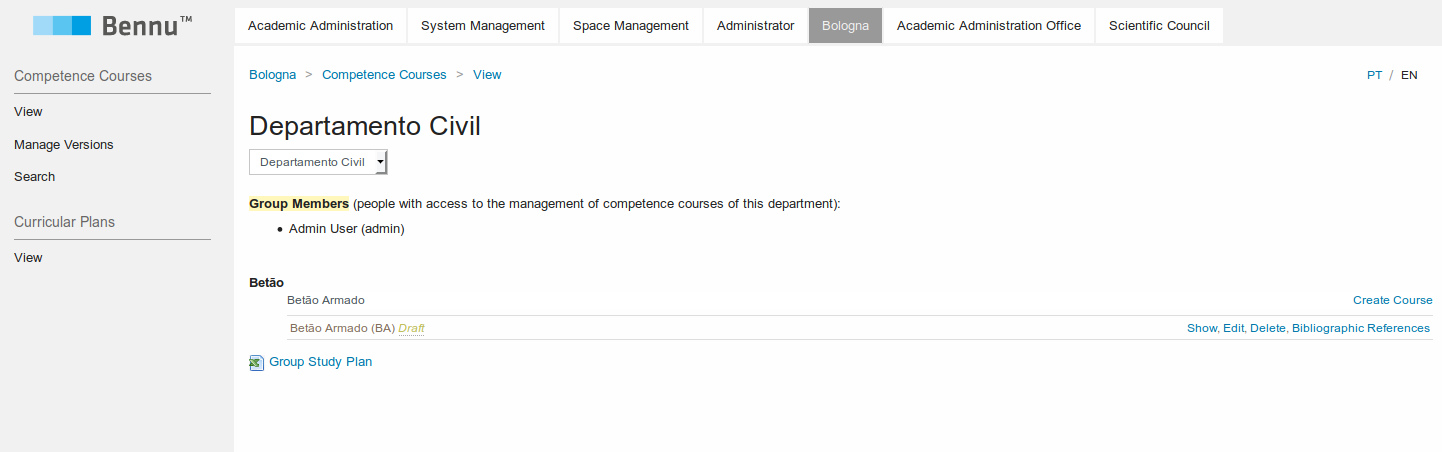 Bennu™
Academic Administration
System Management
Space Management
Administrator
Bologna
Academic Administration Office
Scientific Council
Competence Courses
View
Manage Versions
Search
Curricular Plans
View
Bologna > Competence Courses > View
PT / EN
Departamento Civil
Departamento Civil
Group Members (people with access to the management of competence courses of this department):
• Admin User (admin)
Betão
Betão Armado
Create Course
Betão Armado (BA) Draft
Show, Edit, Delete, Bibliographic References
Group Study Plan